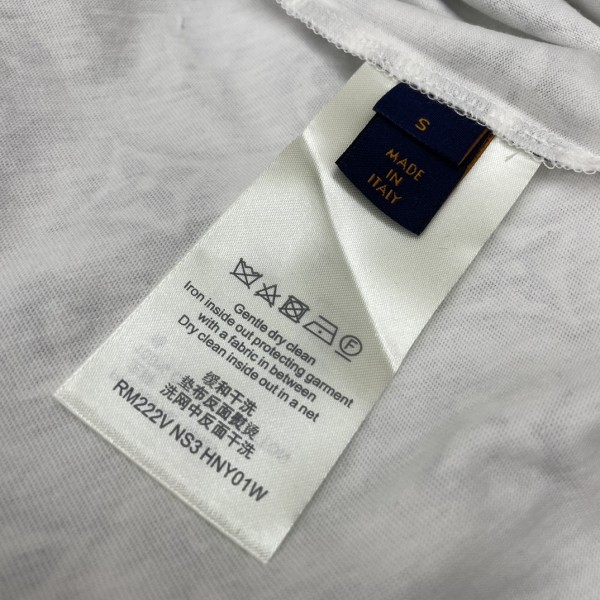 S
MADE
IN
ITALY
Gentle dry clean
Iron inside out protecting garment
with a fabric in between
Dry clean inside out in a net
缓和干洗
垫布反面熨烫
洗网中反面干洗
RM222V NS3 HNY01W